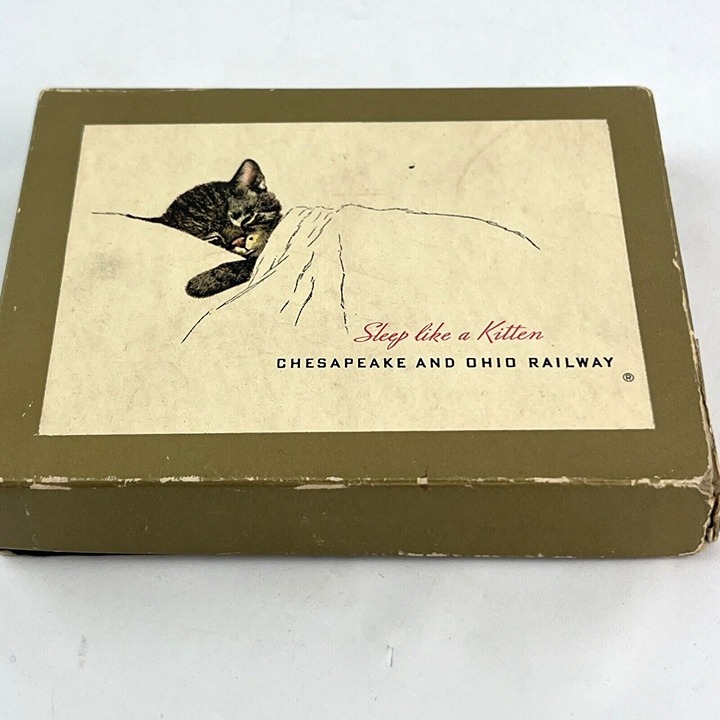 Sleep like a Kitten
CHESAPEAKE AND OHIO RAILWAY
®